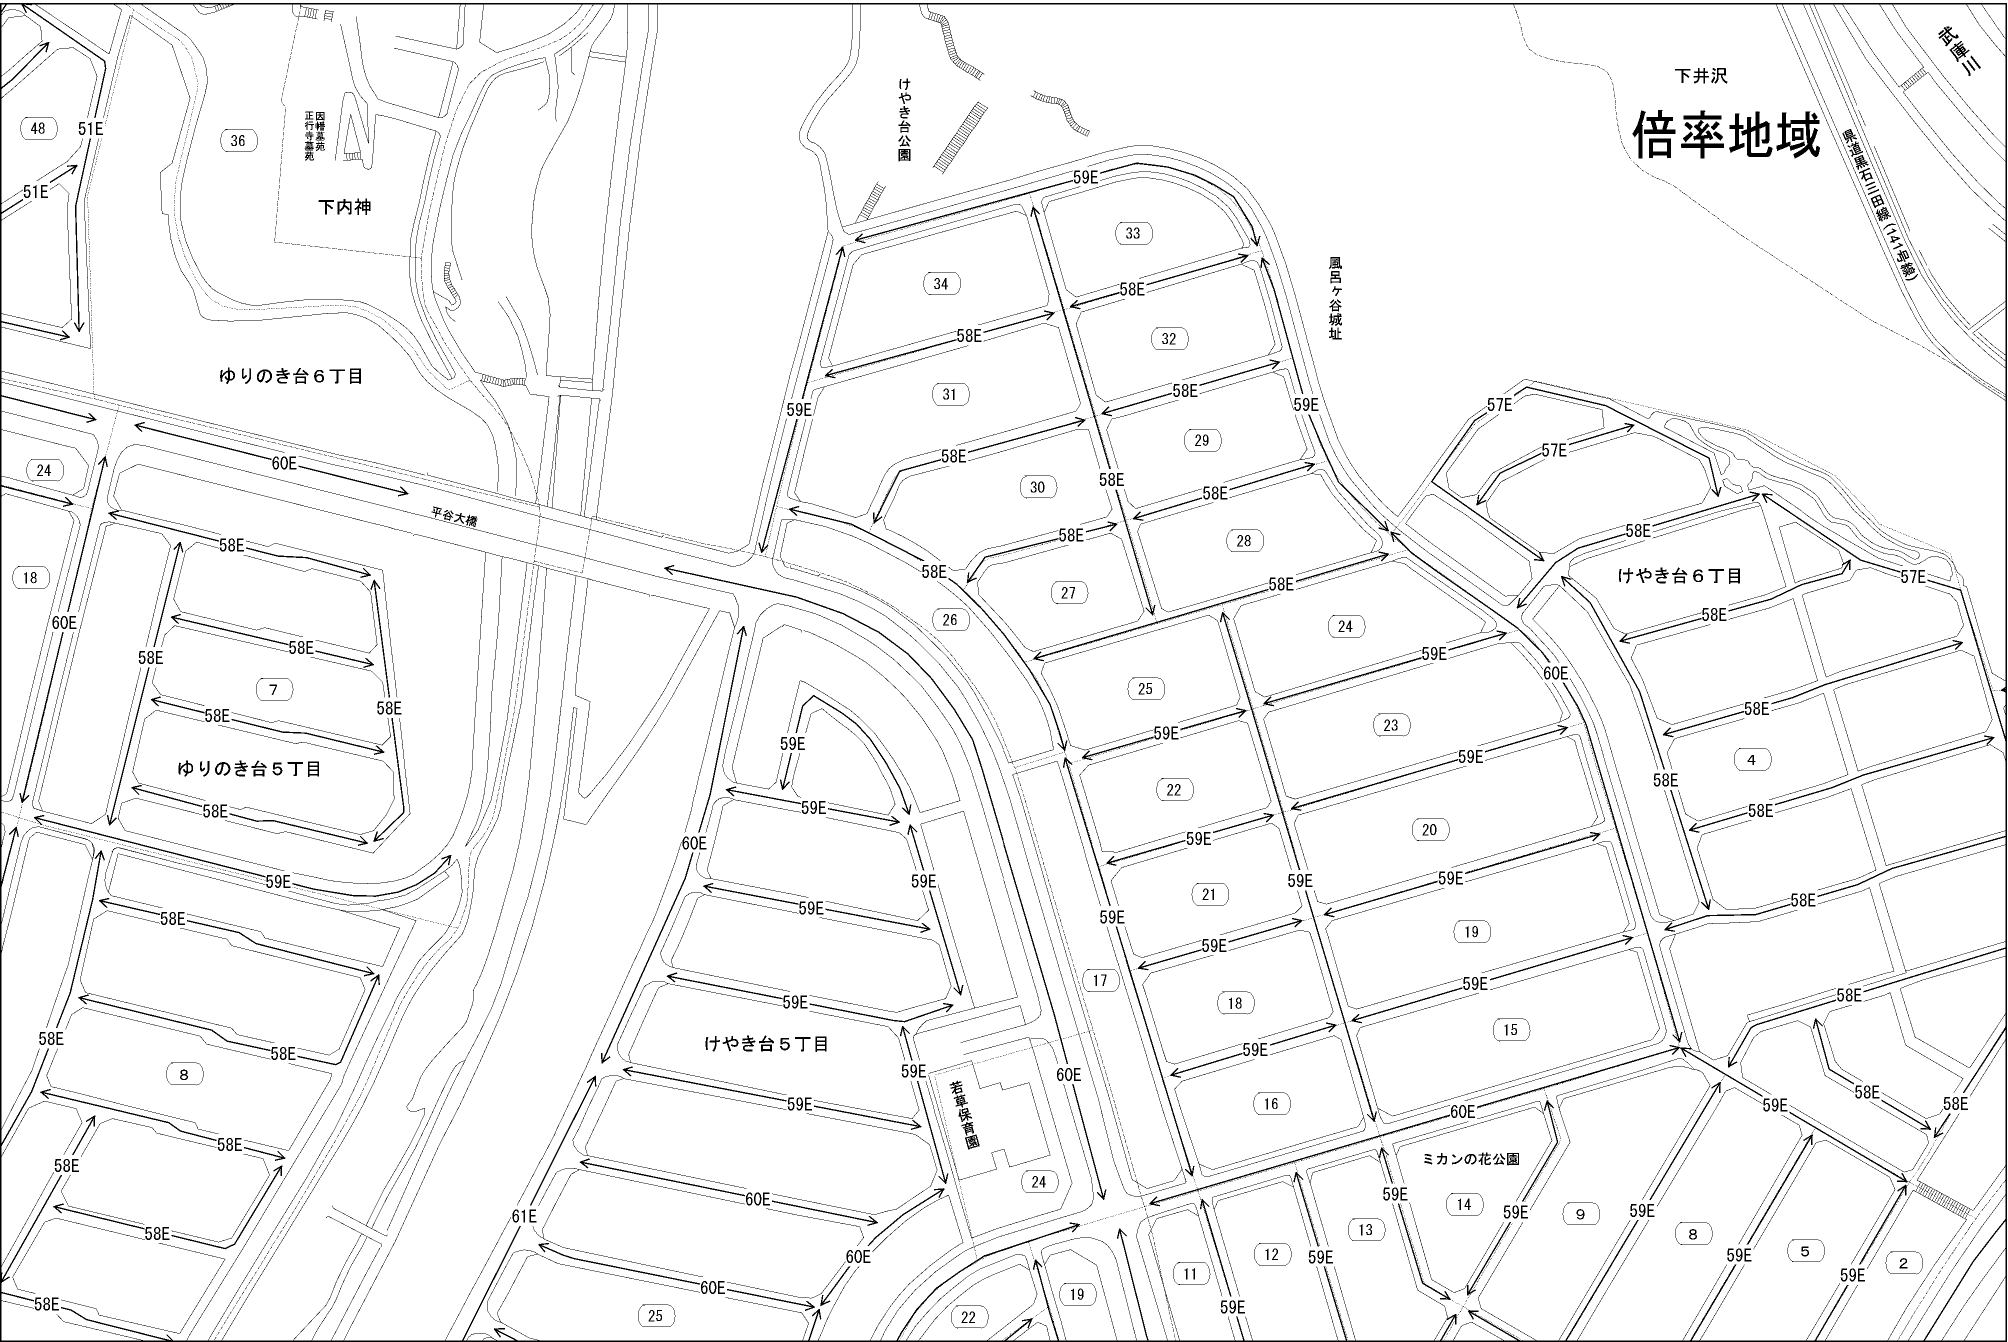 武庫川
下井沢
倍率地域
県道黒石三田線(141号線)
けやき台公園
因幡墓苑
正行寺墓苑
下内神
風呂ヶ谷城址
48
36
51E
51E
59E
33
34
58E
58E
32
ゆりのき台6丁目
31
58E
59E
59E
57E
57E
29
58E
24
60E
30
58E
58E
平谷大橋
58E
58E
28
58E
58E
けやき台6丁目
57E
18
58E
27
58E
60E
26
24
58E
58E
58E
59E
60E
7
25
58E
58E
58E
23
59E
59E
59E
4
ゆりのき台5丁目
58E
22
58E
58E
59E
58E
20
59E
60E
59E
59E
59E
59E
21
58E
59E
59E
58E
19
59E
17
59E
58E
59E
18
15
58E
58E
けやき台5丁目
59E
8
59E
60E
若草保育園
59E
16
60E
59E
58E
58E
58E
58E
ミカンの花公園
24
59E
60E
61E
14
59E
59E
9
13
8
58E
60E
12
59E
5
2
11
59E
59E
60E
19
58E
25
22
59E